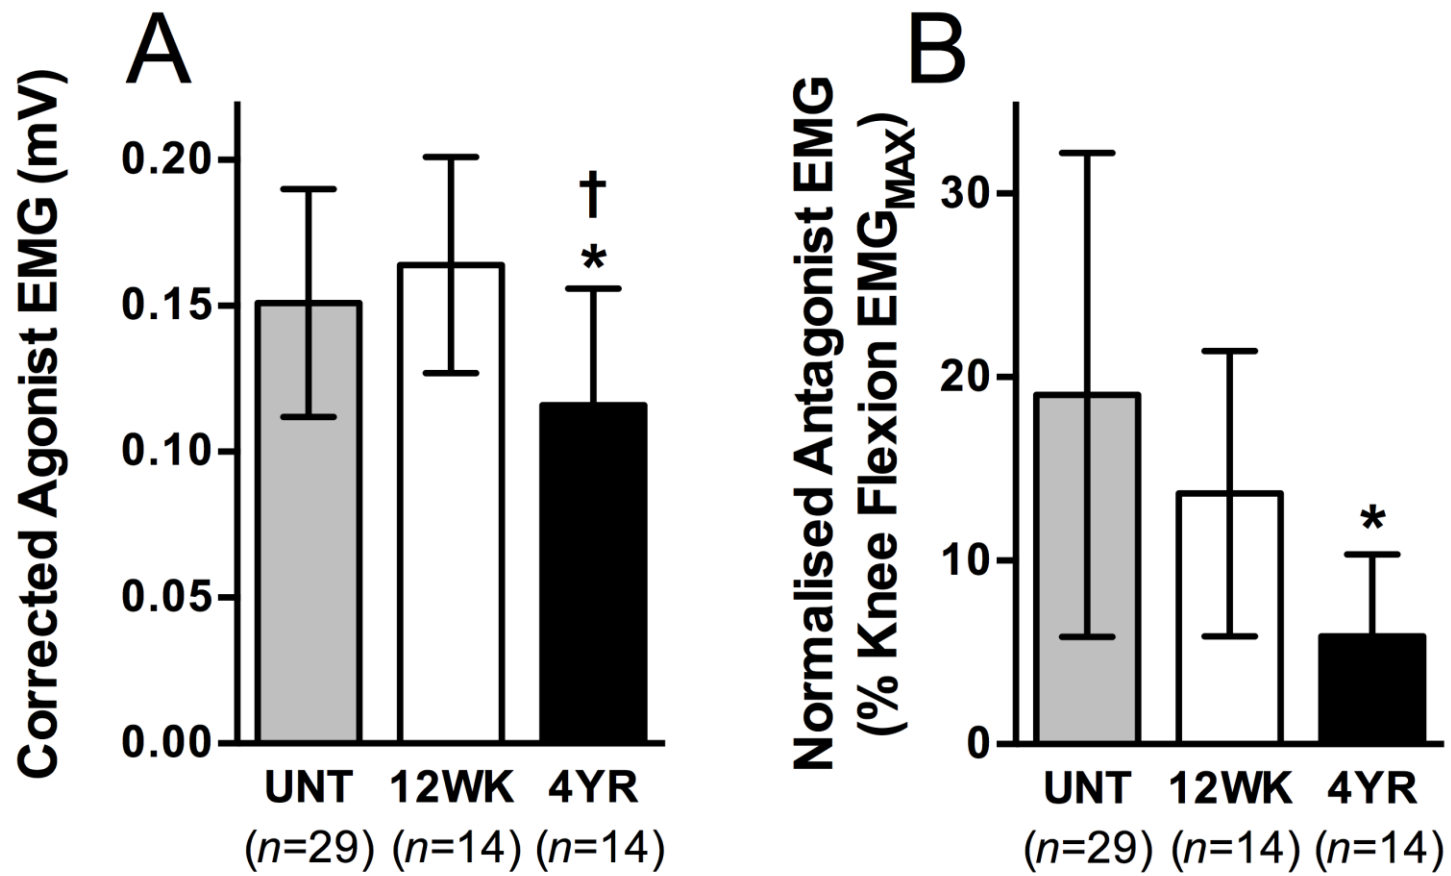 A
Corrected Agonist EMG (mV)
0.20
0.15
0.10
0.05
0.00
†
*
UNT 12WK 4YR
(n=29) (n=14) (n=14)
B
Normalised Antagonist EMG
(% Knee Flexion EMGMAX)
30
20
10
0
*
UNT 12WK 4YR
(n=29) (n=14) (n=14)